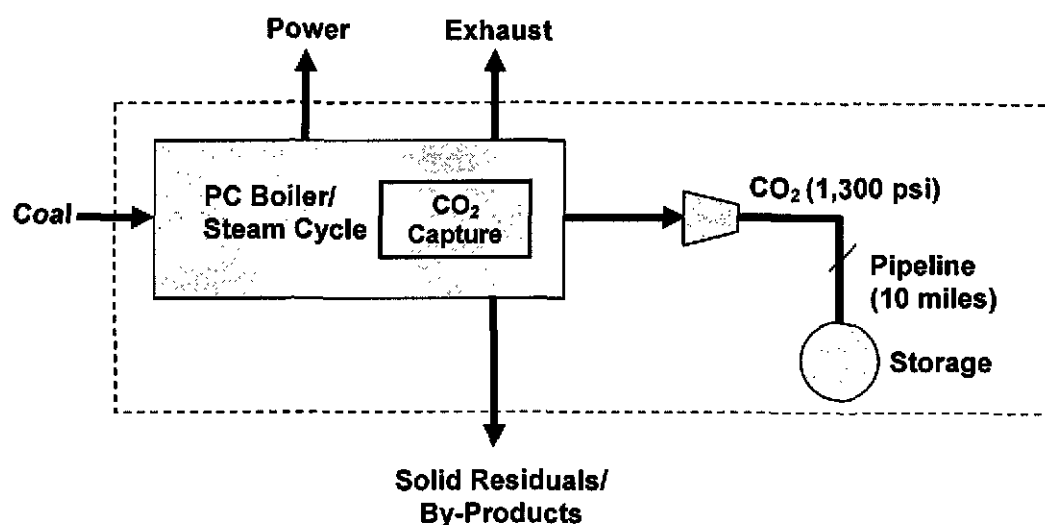 Power
Exhaust
Coal
PC Boiler/
Steam Cycle
CO₂
Capture
CO₂ (1,300 psi)
Pipeline
(10 miles)
Storage
Solid Residuals/
By-Products